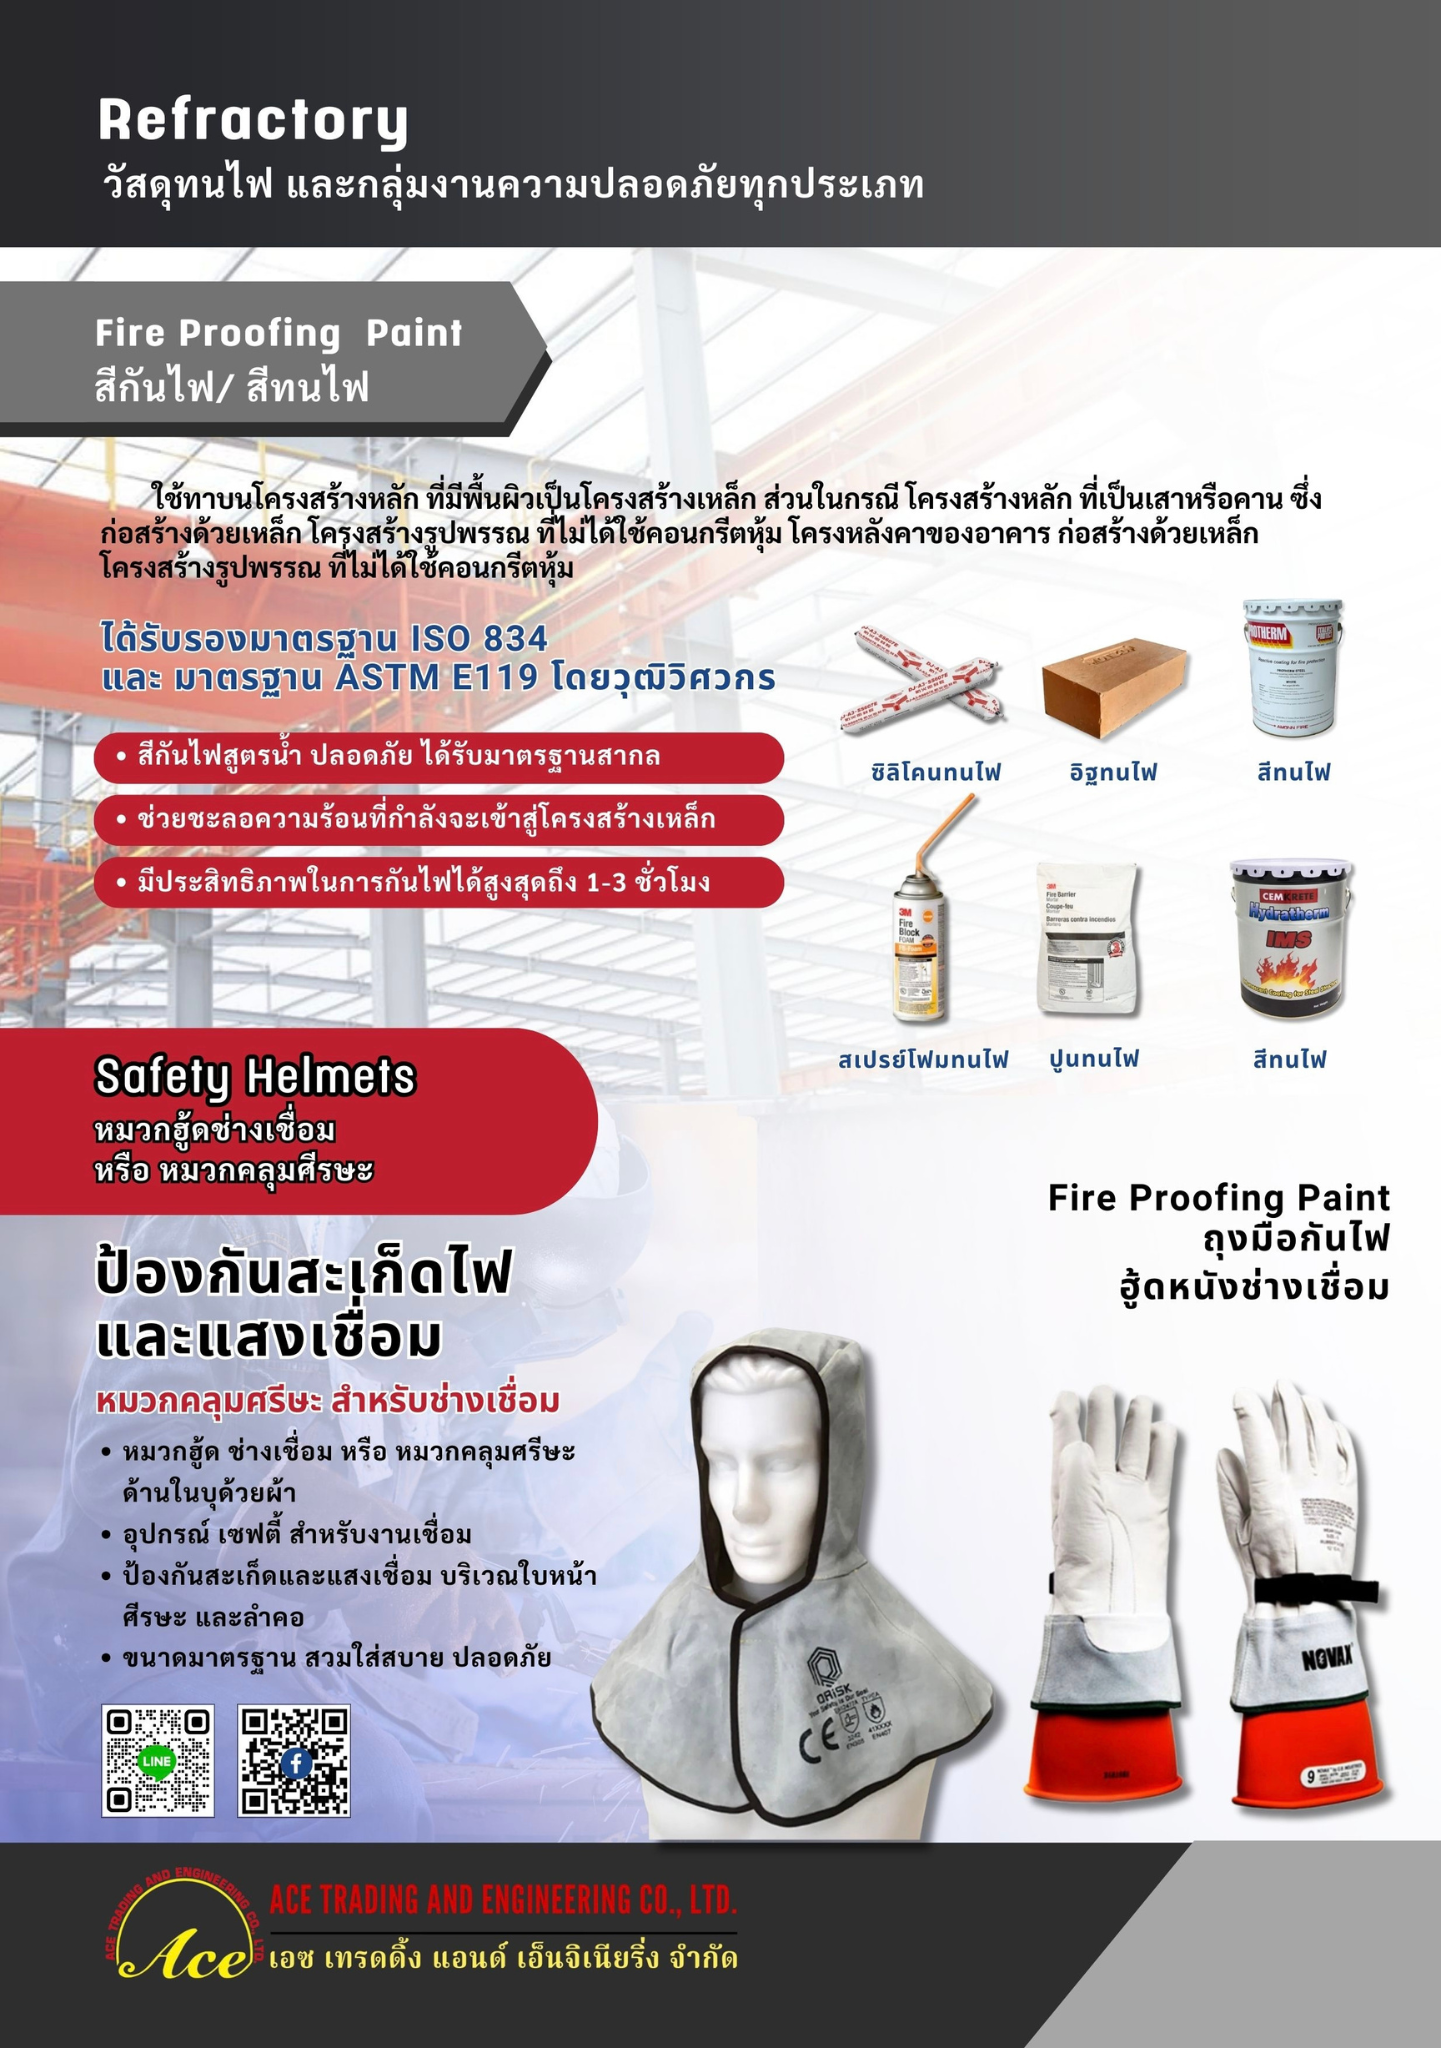 Refractory
วัสดุทนไฟ และกลุ่มงานความปลอดภัยทุกประเภท
Fire Proofing Paint
สีกันไฟ/ สีทนไฟ
ใช้ทาบนโครงสร้างหลัก ที่มีพื้นผิวเป็นโครงสร้างเหล็ก ส่วนในกรณี โครงสร้างหลัก ที่เป็นเสาหรือคาน ซึ่ง
ก่อสร้างด้วยเหล็ก โครงสร้างรูปพรรณ ที่ไม่ได้ใช้คอนกรีตหุ้ม โครงหลังคาของอาคาร ก่อสร้างด้วยเหล็ก
โครงสร้างรูปพรรณ ที่ไม่ได้ใช้คอนกรีตหุ้ม
ได้รับรองมาตรฐาน ISO 834
และ มาตรฐาน ASTM E119 โดยวุฒิวิศวกร
• สีกันไฟสูตรน้ำ ปลอดภัย ได้รับมาตรฐานสากล
• ช่วยชะลอความร้อนที่กำลังจะเข้าสู่โครงสร้างเหล็ก
• มีประสิทธิภาพในการกันไฟได้สูงสุดถึง 1-3 ชั่วโมง
ซิลิโคนทนไฟ
อิฐทนไฟ
สีทนไฟ
3M
Fire
Block
FOAM
3M
Fire Barrier
Coupe-feu
Barreras contra incendios
CEMCRETE
Hydratherm
IMS
สเปรย์โฟมทนไฟ
ปูนทนไฟ
สีทนไฟ
Safety Helmets
หมวกฮู้ดช่างเชื่อม
หรือ หมวกคลุมศีรษะ
ป้องกันสะเก็ดไฟ
และแสงเชื่อม
หมวกคลุมศรีษะ สำหรับช่างเชื่อม
• หมวกฮู้ด ช่างเชื่อม หรือ หมวกคลุมศรีษะ
ด้านในบุด้วยผ้า
• อุปกรณ์ เซฟตี้ สำหรับงานเชื่อม
• ป้องกันสะเก็ดและแสงเชื่อม บริเวณใบหน้า
ศีรษะ และลำคอ
• ขนาดมาตรฐาน สวมใส่สบาย ปลอดภัย
Fire Proofing Paint
ถุงมือกันไฟ
ฮู้ดหนังช่างเชื่อม
QRiSK
Your Safety is Our Goal
CE
EN407
NOVAX
9
LINE
f
ACE TRADING AND ENGINEERING CO., LTD.
Ace
ACE TRADING AND ENGINEERING CO., LTD.
เอซ เทรดดิ้ง แอนด์ เอ็นจิเนียริ่ง จำกัด